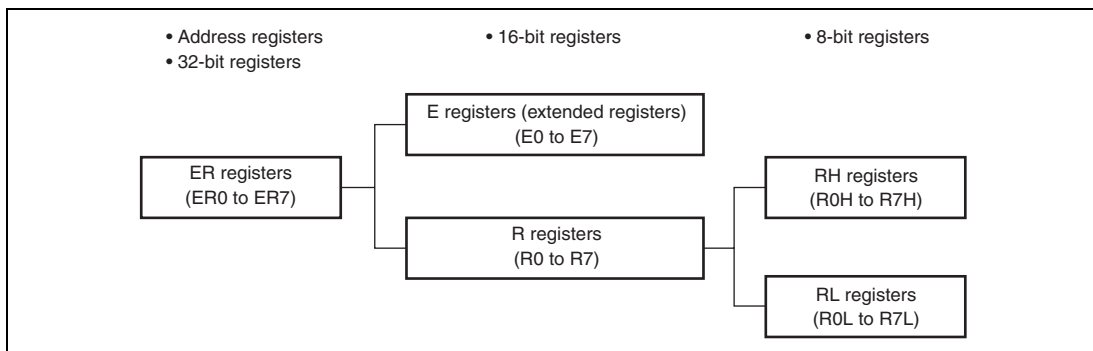 • Address registers
• 32-bit registers
• 16-bit registers
• 8-bit registers
E registers (extended registers)
(E0 to E7)
ER registers
(ER0 to ER7)
RH registers
(R0H to R7H)
R registers
(R0 to R7)
RL registers
(R0L to R7L)